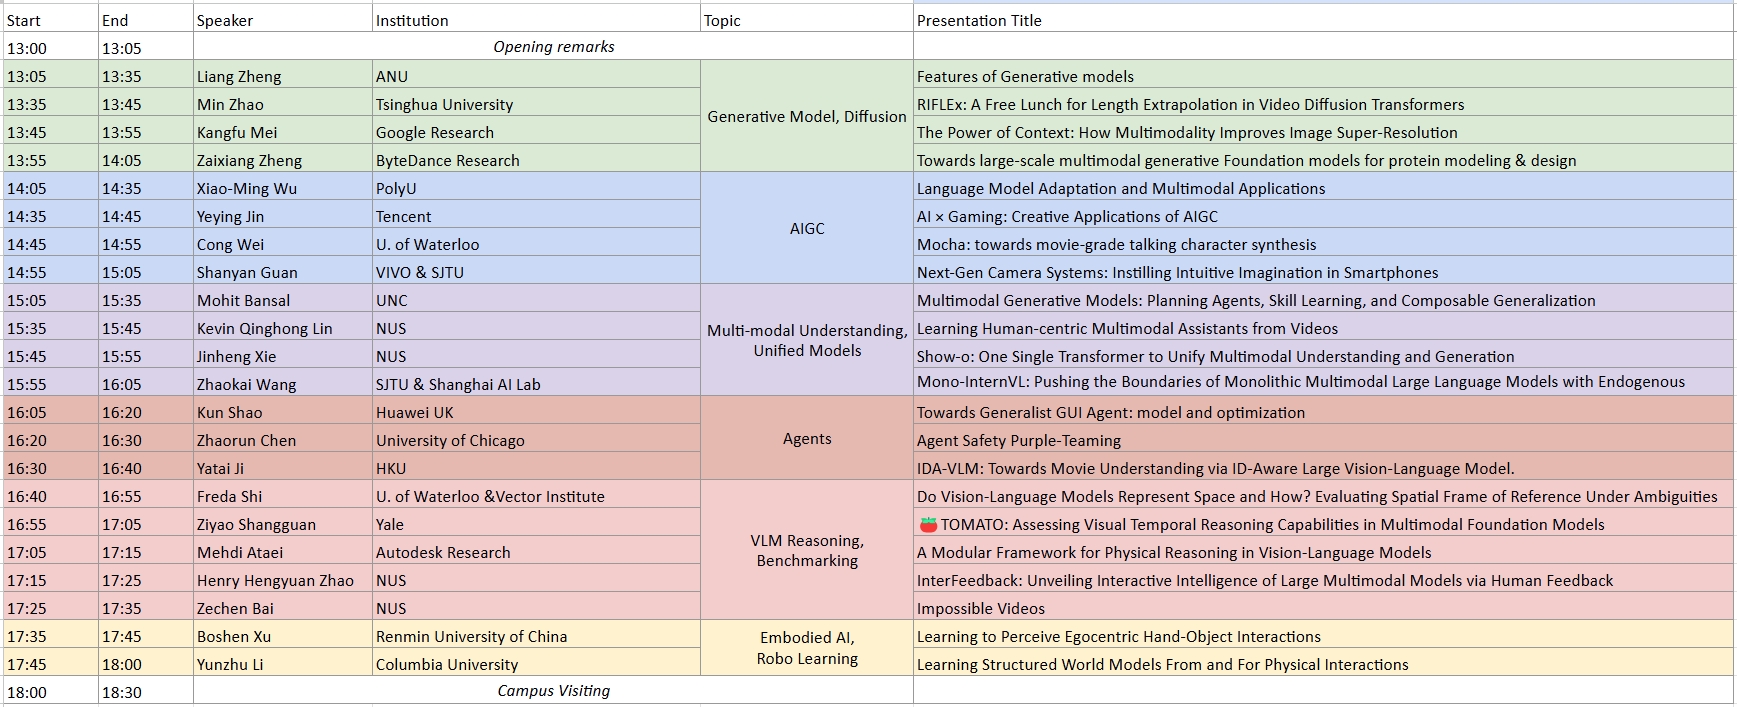 Start End Speaker Institution Topic Presentation Title
13:00 13:05 Opening remarks
13:05 13:35 Liang Zheng ANU Generative Model, Diffusion Features of Generative models
13:35 13:45 Min Zhao Tsinghua University RIFLEx: A Free Lunch for Length Extrapolation in Video Diffusion Transformers
13:45 13:55 Kangfu Mei Google Research The Power of Context: How Multimodality Improves Image Super-Resolution
13:55 14:05 Zaixiang Zheng ByteDance Research Towards large-scale multimodal generative Foundation models for protein modeling & design
14:05 14:35 Xiao-Ming Wu PolyU AIGC Language Model Adaptation and Multimodal Applications
14:35 14:45 Yeying Jin Tencent AI × Gaming: Creative Applications of AIGC
14:45 14:55 Cong Wei U. of Waterloo Mocha: towards movie-grade talking character synthesis
14:55 15:05 Shanyan Guan VIVO & SJTU Next-Gen Camera Systems: Instilling Intuitive Imagination in Smartphones
15:05 15:35 Mohit Bansal UNC Multi-modal Understanding, Multimodal Generative Models: Planning Agents, Skill Learning, and Composable Generalization
15:35 15:45 Kevin Qinghong Lin NUS Unified Models Learning Human-centric Multimodal Assistants from Videos
15:45 15:55 Jinheng Xie NUS Show-o: One Single Transformer to Unify Multimodal Understanding and Generation
15:55 16:05 Zhaokai Wang SJTU & Shanghai AI Lab Mono-InternVL: Pushing the Boundaries of Monolithic Multimodal Large Language Models with Endogenous
16:05 16:20 Kun Shao Huawei UK Agents Towards Generalist GUI Agent: model and optimization
16:20 16:30 Zhaorun Chen University of Chicago Agent Safety Purple-Teaming
16:30 16:40 Yatai Ji HKU IDA-VLM: Towards Movie Understanding via ID-Aware Large Vision-Language Model.
16:40 16:55 Freda Shi U. of Waterloo &Vector Institute VLM Reasoning, Do Vision-Language Models Represent Space and How? Evaluating Spatial Frame of Reference Under Ambiguities
16:55 17:05 Ziyao Shangguan Yale Benchmarking 🍅 TOMATO: Assessing Visual Temporal Reasoning Capabilities in Multimodal Foundation Models
17:05 17:15 Mehdi Ataei Autodesk Research A Modular Framework for Physical Reasoning in Vision-Language Models
17:15 17:25 Henry Hengyuan Zhao NUS InterFeedback: Unveiling Interactive Intelligence of Large Multimodal Models via Human Feedback
17:25 17:35 Zechen Bai NUS Impossible Videos
17:35 17:45 Boshen Xu Renmin University of China Embodied AI, Learning to Perceive Egocentric Hand-Object Interactions
17:45 18:00 Yunzhu Li Columbia University Robo Learning Learning Structured World Models From and For Physical Interactions
18:00 18:30 Campus Visiting